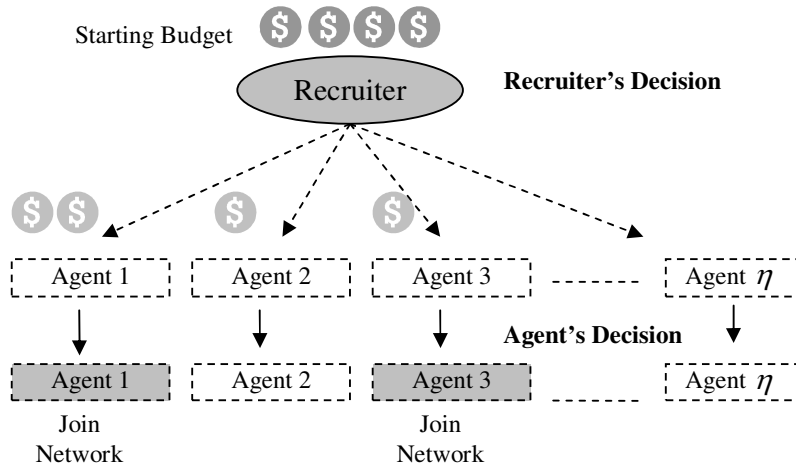 Starting Budget
$ $ $ $
Recruiter
Recruiter's Decision
$ $ $ $
Agent 1 Agent 2 Agent 3 Agent η
Agent's Decision
Agent 1 Agent 2 Agent 3 Agent η
Join Join
Network Network